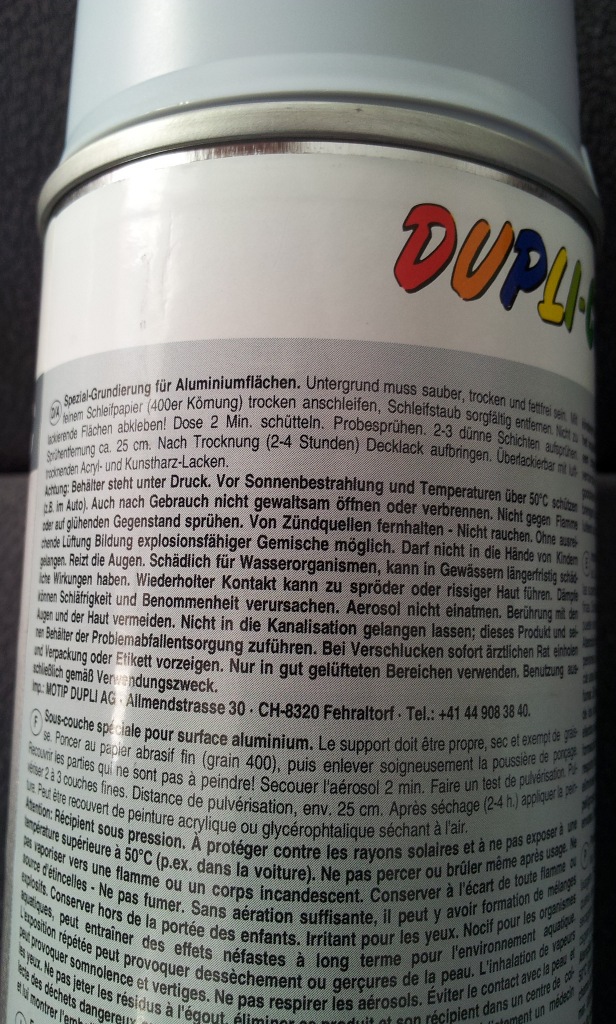 DUPLI-C
DA Spezial-Grundierung für Aluminiumflächen. Untergrund muss sauber, trocken und fettfrei sein. Mit
feinem Schleifpapier (400er Körnung) trocken anschleifen, Schleifstaub sorgfältig entfernen. Nicht zu
lackierende Flächen abkleben! Dose 2 Min. schütteln. Probesprühen. 2-3 dünne Schichten aufsprühen.
Sprühentfernung ca. 25 cm. Nach Trocknung (2-4 Stunden) Decklack aufbringen. Überlackierbar mit luft-
trocknenden Acryl- und Kunstharz-Lacken.
Achtung: Behälter steht unter Druck. Vor Sonnenbestrahlung und Temperaturen über 50°C schützen
(z.B. im Auto). Auch nach Gebrauch nicht gewaltsam öffnen oder verbrennen. Nicht gegen Flamme
oder auf glühenden Gegenstand sprühen. Von Zündquellen fernhalten - Nicht rauchen. Ohne ausrei-
chende Lüftung Bildung explosionsfähiger Gemische möglich. Darf nicht in die Hände von Kindern
gelangen. Reizt die Augen. Schädlich für Wasserorganismen, kann in Gewässern längerfristig schäd-
liche Wirkungen haben. Wiederholter Kontakt kann zu spröder oder rissiger Haut führen. Dämpfe
können Schläfrigkeit und Benommenheit verursachen. Aerosol nicht einatmen. Berührung mit den
Augen und der Haut vermeiden. Nicht in die Kanalisation gelangen lassen; dieses Produkt und sei-
nen Behälter der Problemabfallentsorgung zuführen. Bei Verschlucken sofort ärztlichen Rat einholen
und Verpackung oder Etikett vorzeigen. Nur in gut gelüfteten Bereichen verwenden. Benutzung aus-
schließlich gemäß Verwendungszweck.
Imp.: MOTIP DUPLI AG · Allmendstrasse 30 · CH-8320 Fehraltorf · Tel.: +41 44 908 38 40.
F Sous-couche spéciale pour surface aluminium. Le support doit être propre, sec et exempt de grais-
se. Poncer au papier abrasif fin (grain 400), puis enlever soigneusement la poussière de ponçage.
Recouvrir les parties qui ne sont pas à peindre! Secouer l'aérosol 2 min. Faire un test de pulvérisation. Pul-
vériser 2 à 3 couches fines. Distance de pulvérisation, env. 25 cm. Après séchage (2-4 h.) appliquer la pein-
ture. Peut être recouvert de peinture acrylique ou glycérophtalique séchant à l'air.
Attention: Récipient sous pression. À protéger contre les rayons solaires et à ne pas exposer à une
température supérieure à 50°C (p.ex. dans la voiture). Ne pas percer ou brûler même après usage. Ne
pas vaporiser vers une flamme ou un corps incandescent. Conserver à l'écart de toute flamme ou
source d'étincelles - Ne pas fumer. Sans aération suffisante, il peut y avoir formation de mélanges
explosifs. Conserver hors de la portée des enfants. Irritant pour les yeux. Nocif pour les organismes
aquatiques, peut entraîner des effets néfastes à long terme pour l'environnement aquatique.
L'exposition répétée peut provoquer dessèchement ou gerçures de la peau. L'inhalation de vapeurs
peut provoquer somnolence et vertiges. Ne pas respirer les aérosols. Éviter le contact avec la peau et
les yeux. Ne pas jeter les résidus à l'égout, éliminer ce produit et son récipient dans un centre de col-
lecte des déchets dangereux
et lui montrer